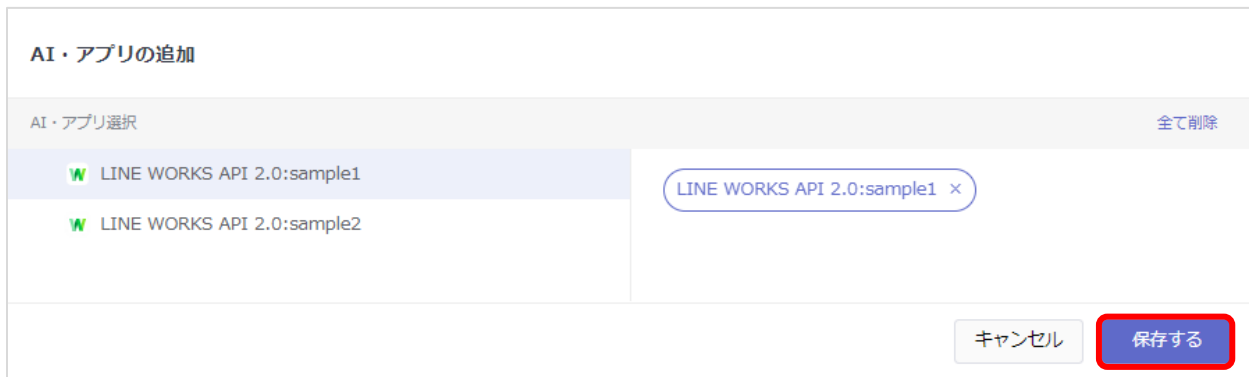 AI・アプリの追加
AI・アプリ選択 全て削除
LINE WORKS API 2.0:sample1
LINE WORKS API 2.0:sample1 ×
LINE WORKS API 2.0:sample2
キャンセル 保存する